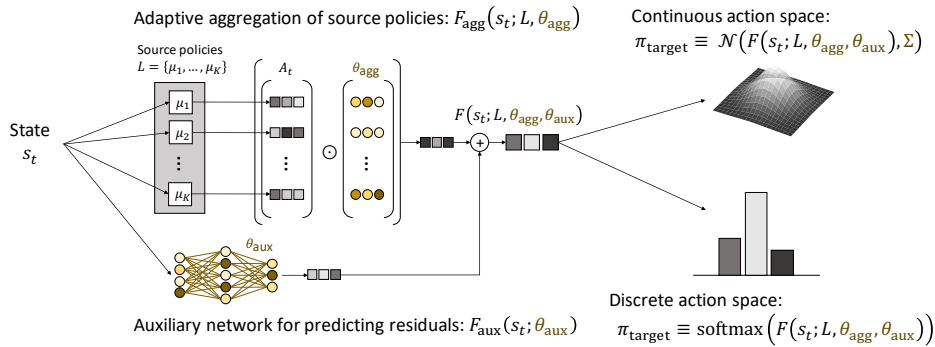 Adaptive aggregation of source policies: F_agg(s_t; L, θ_agg)
Continuous action space:
π_target ≡ 𝒩(F(s_t; L, θ_agg, θ_aux), Σ)
Source policies
L = {μ_1, …, μ_K}
A_t
θ_agg
μ_1
μ_2
⋮
μ_K
⋮
⊙
⋮
F(s_t; L, θ_agg, θ_aux)
+
State
s_t
θ_aux
Auxiliary network for predicting residuals: F_aux(s_t; θ_aux)
Discrete action space:
π_target ≡ softmax(F(s_t; L, θ_agg, θ_aux))